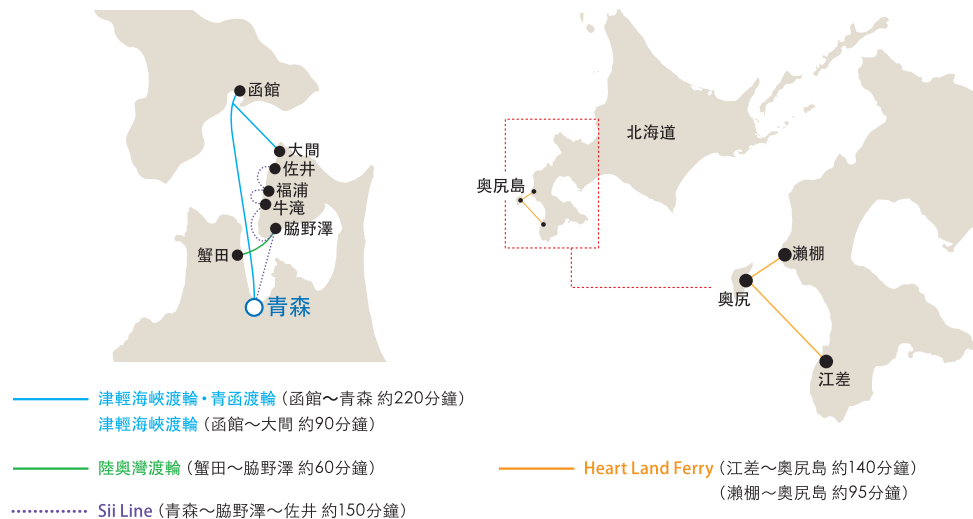 函館
大間
佐井
福浦
牛滝
脇野澤
蟹田
青森
北海道
奧尻島
瀨棚
奧尻
江差
津輕海峽渡輪・青函渡輪（函館～青森 約220分鐘）
津輕海峽渡輪（函館～大間 約90分鐘）
陸奧灣渡輪（蟹田～脇野澤 約60分鐘）
Sii Line（青森～脇野澤～佐井 約150分鐘）
Heart Land Ferry（江差～奧尻島 約140分鐘）
（瀨棚～奧尻島 約95分鐘）